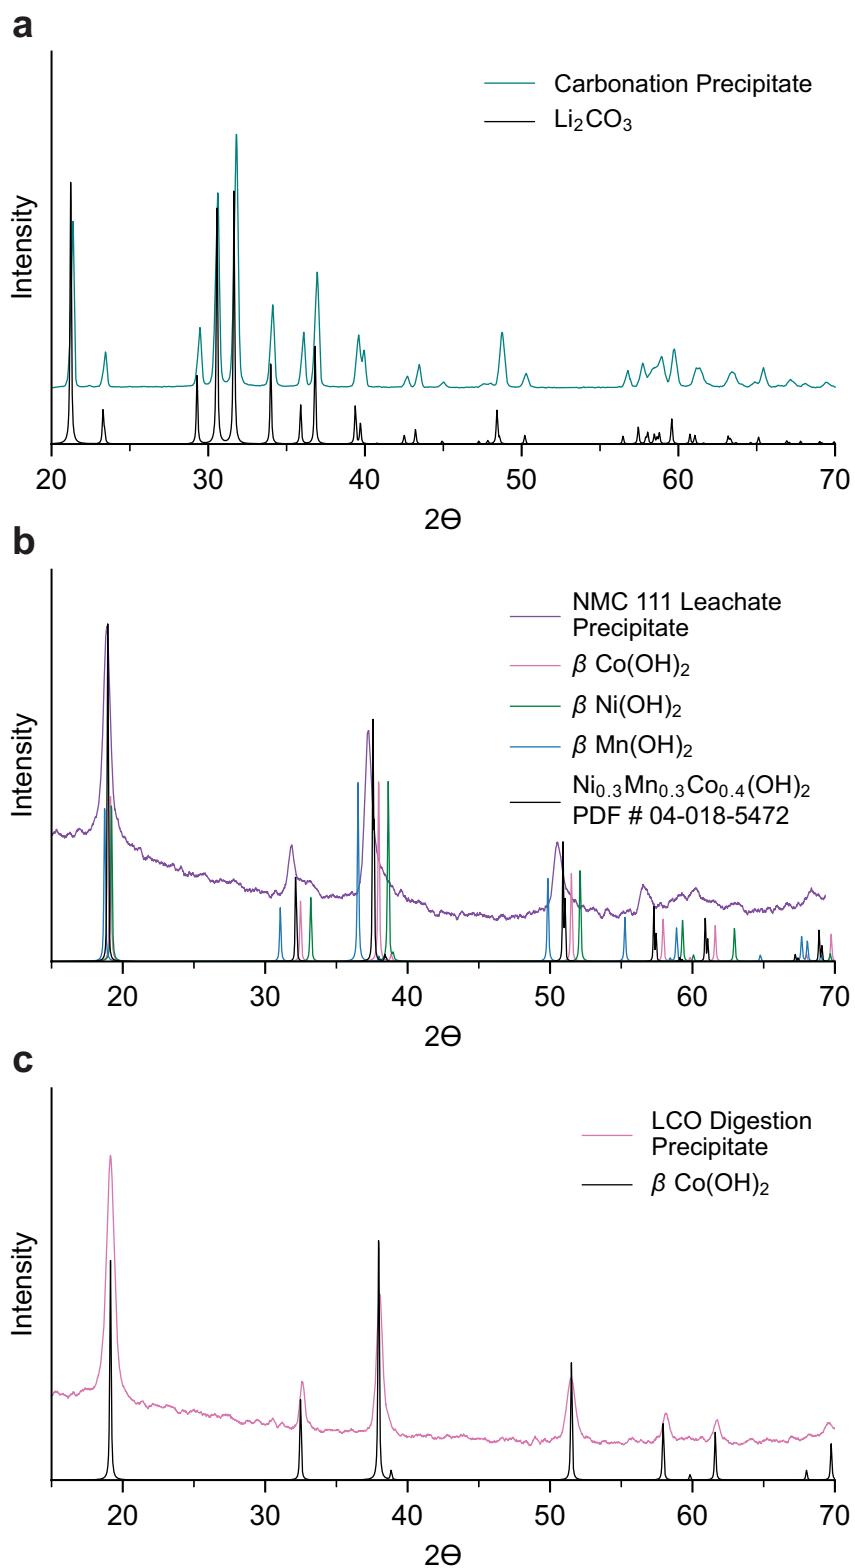 a
Intensity
Carbonation Precipitate
Li₂CO₃
20 30 40 50 60 70
2Θ
b
Intensity
NMC 111 Leachate
Precipitate
β Co(OH)₂
β Ni(OH)₂
β Mn(OH)₂
Ni₀.₃Mn₀.₃Co₀.₄(OH)₂
PDF # 04-018-5472
20 30 40 50 60 70
2Θ
c
Intensity
LCO Digestion
Precipitate
β Co(OH)₂
20 30 40 50 60 70
2Θ